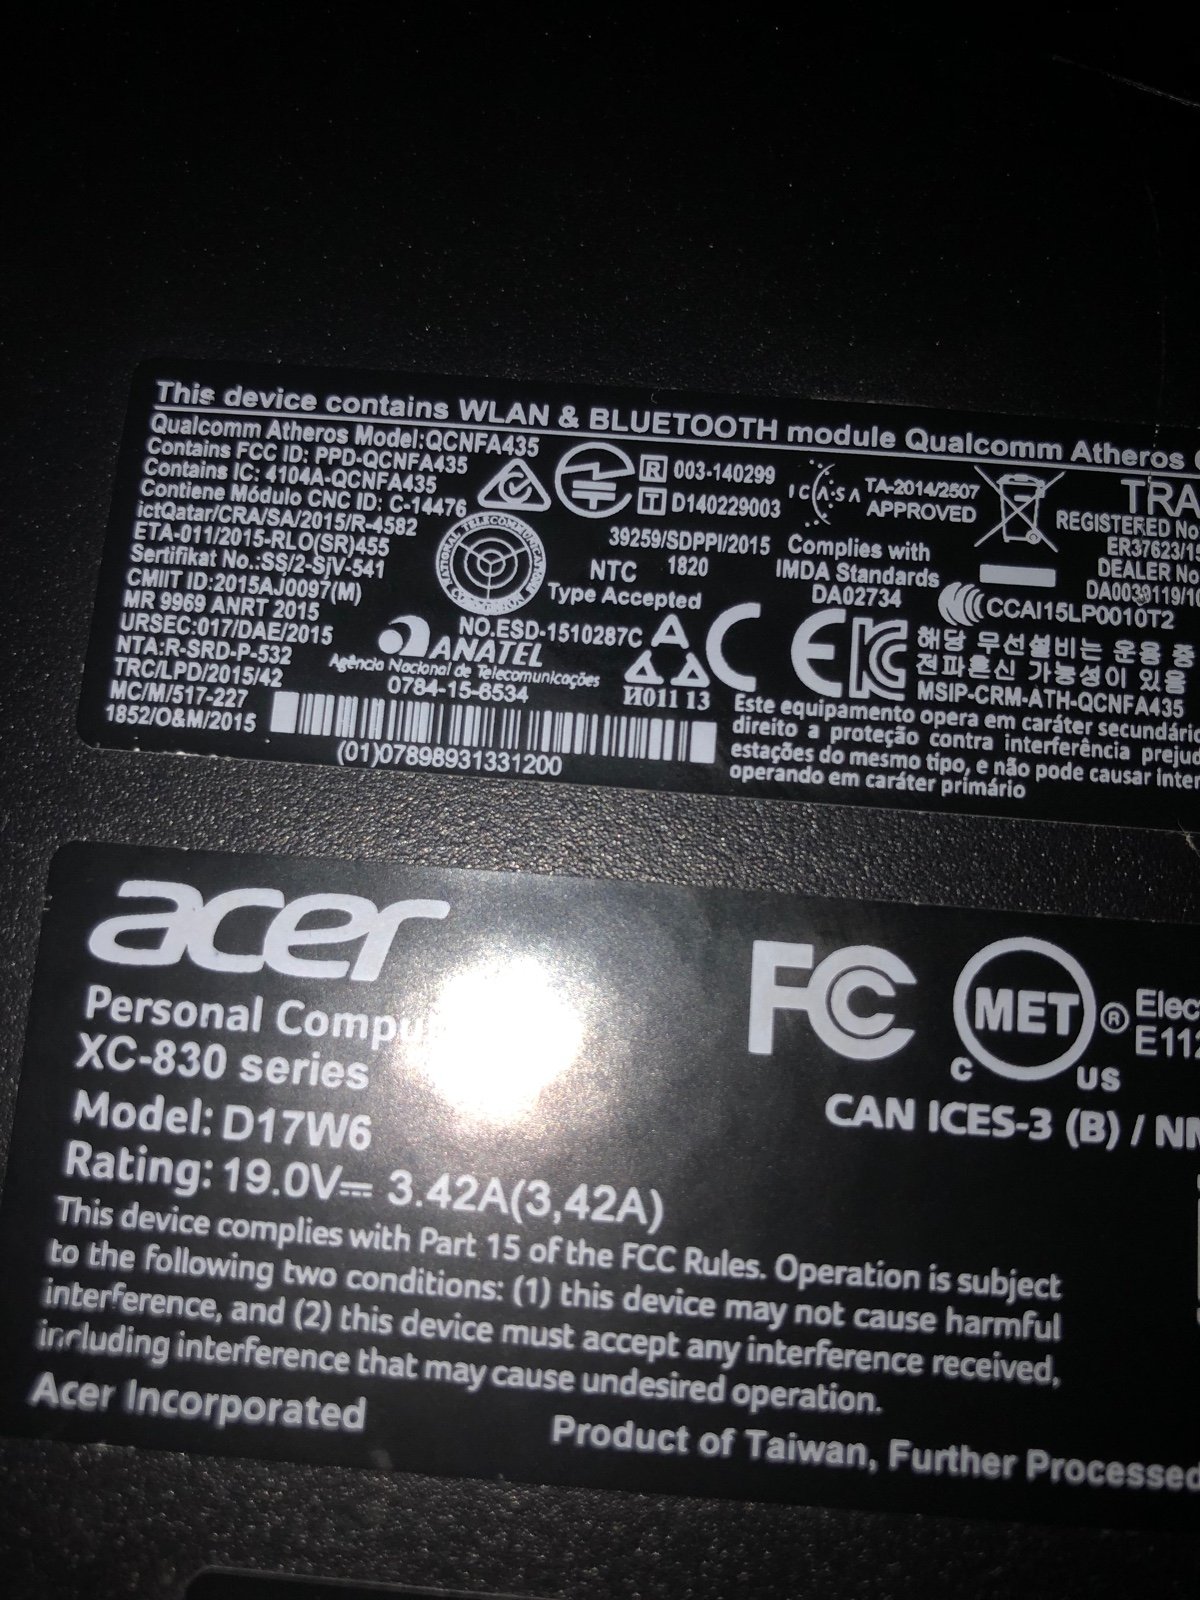 This device contains WLAN & BLUETOOTH module Qualcomm Atheros
Qualcomm Atheros Model:QCNFA435
Contains FCC ID: PPD-QCNFA435
Contains IC: 4104A-QCNFA435
Contiene Módulo CNC ID: C-14476
ictQatar/CRA/SA/2015/R-4582
ETA-011/2015-RLO(SR)455
Sertifikat No.:SS/2-SjV-541
CMIIT ID:2015AJ0097(M)
MR 9969 ANRT 2015
URSEC:017/DAE/2015
NTA:R-SRD-P-532
TRC/LPD/2015/42
MC/M/517-227
1852/O&M/2015
R 003-140299
T D140229003
39259/SDPPI/2015
NTC 1820
Type Accepted
NO.ESD-1510287C
ANATEL
Agência Nacional de Telecomunicações
0784-15-6534
(01)07898931331200
ICASA TA-2014/2507
APPROVED
Complies with
IMDA Standards
DA02734
И011 13
CE
TRA
REGISTERED No
ER37623/1
DEALER No
CCAI15LP0010T2
해당 무선설비는 운용 중
전파혼신 가능성이 있음
MSIP-CRM-ATH-QCNFA435
Este equipamento opera em caráter
direito a proteção contra interferência
estações do mesmo tipo, e não pode causar
operando em caráter primário
acer
Personal
XC-830 series
Model: D17W6
Rating: 19.0V⎓ 3.42A(3,42A)
FC
MET ®
C US
CAN ICES-3 (B) /
This device complies with Part 15 of the FCC Rules. Operation is subject
to the following two conditions: (1) this device may not cause harmful
interference, and (2) this device must accept any interference received,
including interference that may cause undesired operation.
Acer Incorporated
Product of Taiwan, Further Processed